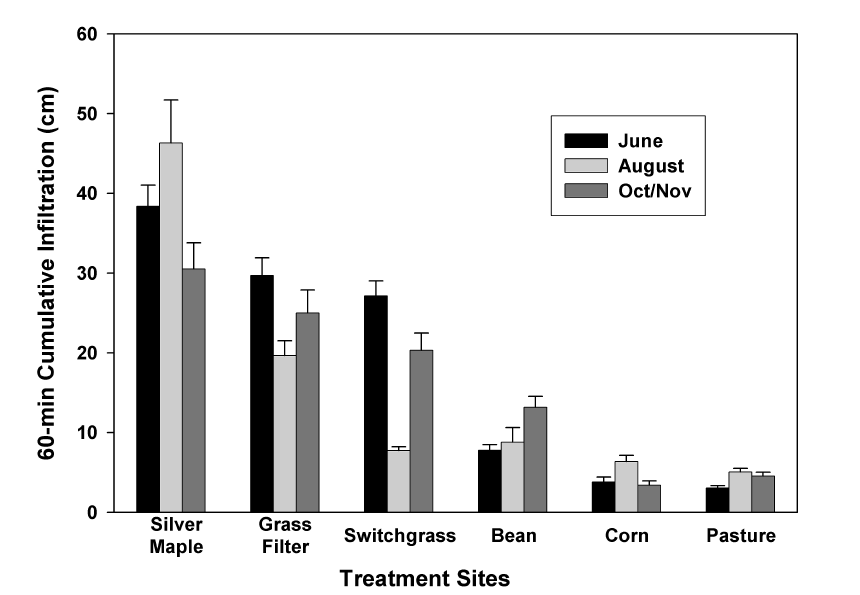 60-min Cumulative Infiltration (cm)
60
50
40
30
20
10
0
June
August
Oct/Nov
Silver
Maple
Grass
Filter
Switchgrass
Bean
Corn
Pasture
Treatment Sites